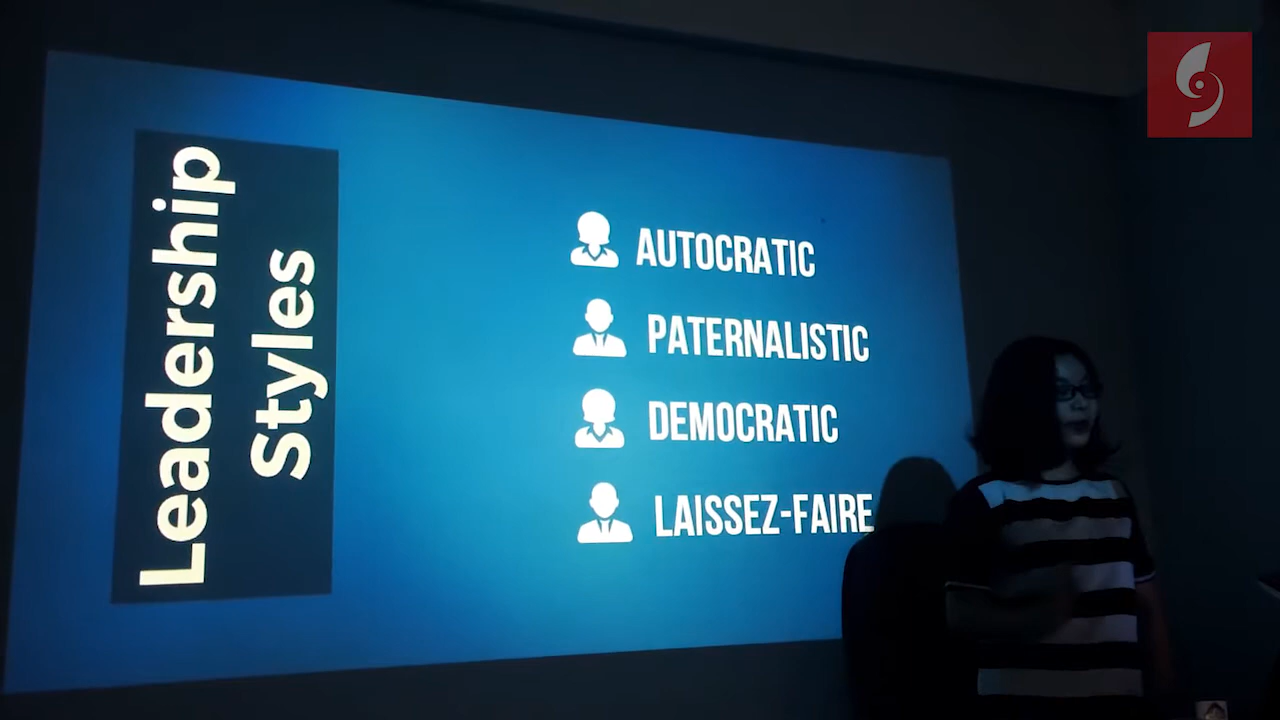 Leadership
Styles
AUTOCRATIC
PATERNALISTIC
DEMOCRATIC
LAISSEZ-FAIRE